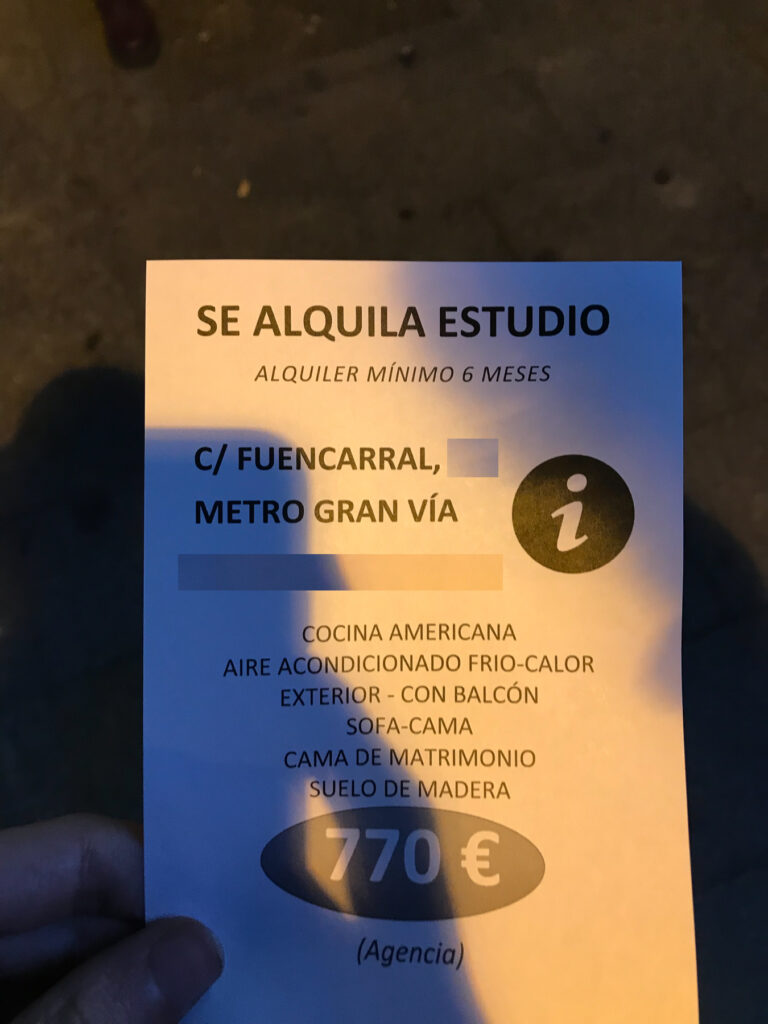 SE ALQUILA ESTUDIO
ALQUILER MÍNIMO 6 MESES
C/ FUENCARRAL,
METRO GRAN VÍA
i
COCINA AMERICANA
AIRE ACONDICIONADO FRIO-CALOR
EXTERIOR - CON BALCÓN
SOFA-CAMA
CAMA DE MATRIMONIO
SUELO DE MADERA
770 €
(Agencia)